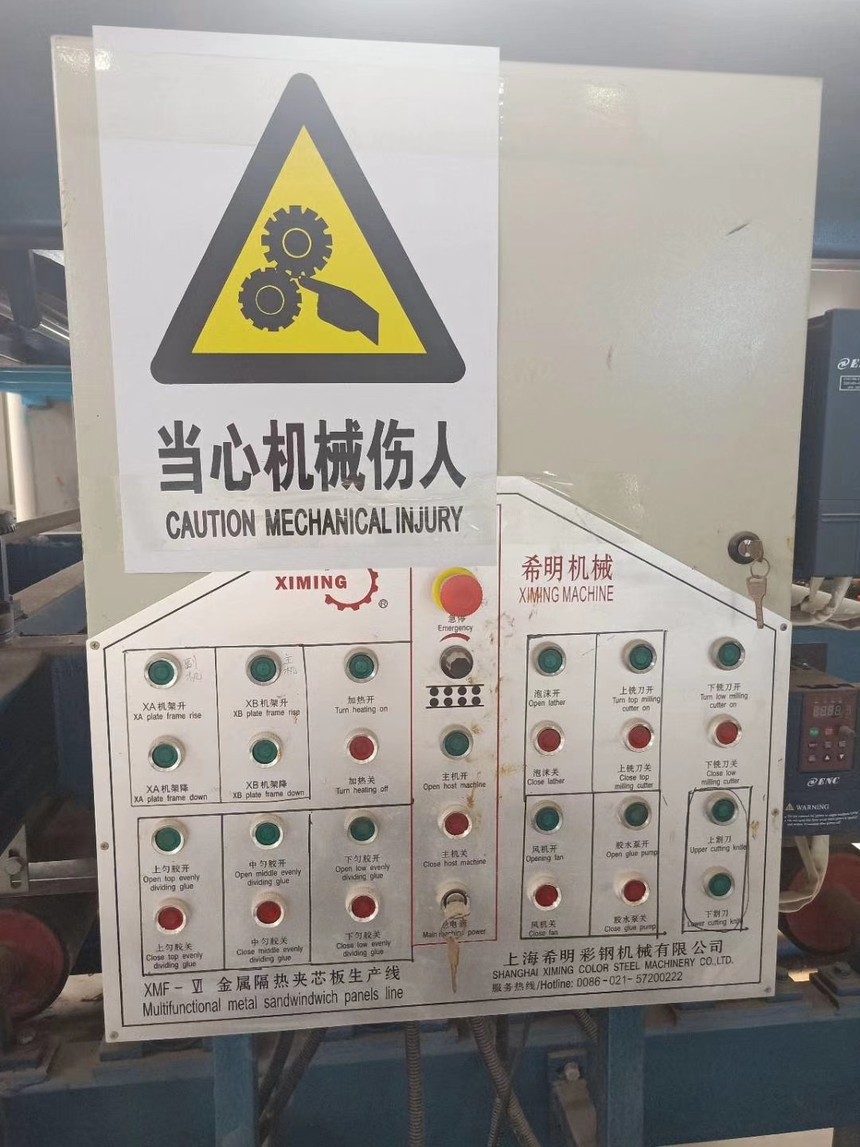 当心机械伤人
CAUTION MECHANICAL INJURY
XIMING
®
希明机械
XIMING MACHINE
急停
Emergency
XA机架升
XA plate frame rise
XB机架升
XB plate frame rise
加热开
Turn heating on
XA机架降
XA plate frame down
XB机架降
XB plate frame down
加热关
Turn heating off
上匀胶开
Open top evenly
dividing glue
中匀胶开
Open middle evenly
dividing glue
下匀胶开
Open low evenly
dividing glue
上匀胶关
Close top evenly
dividing glue
中匀胶关
Close middle evenly
dividing glue
下匀胶关
Close low evenly
dividing glue
主机开
Open host machine
主机关
Close host machine
总电源
Main machine power
泡沫开
Open lather
上铣刀开
Turn top milling
cutter on
下铣刀开
Turn low milling
cutter on
泡沫关
Close lather
上铣刀关
Close top
milling cutter
下铣刀关
Close low
milling cutter
风机开
Opening fan
胶水泵开
Open glue pump
上割刀
Upper cutting knife
风机关
Close fan
胶水泵关
Close glue pump
下割刀
Lower cutting knife
XMF-Ⅵ 金属隔热夹芯板生产线
Multifunctional metal sandwindwich panels line
上海希明彩钢机械有限公司
SHANGHAI XIMING COLOR STEEL MACHINERY CO.,LTD.
服务热线/Hotline: 0086-021-57200222
ENC
WARNING